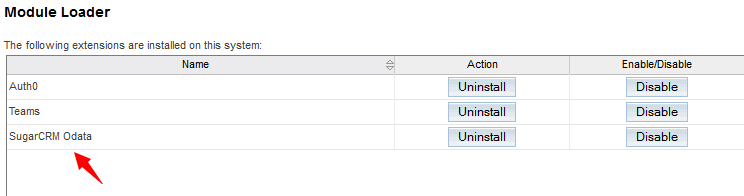 Module Loader
The following extensions are installed on this system:
Name Action Enable/Disable
Auth0 Uninstall Disable
Teams Uninstall Disable
SugarCRM Odata Uninstall Disable